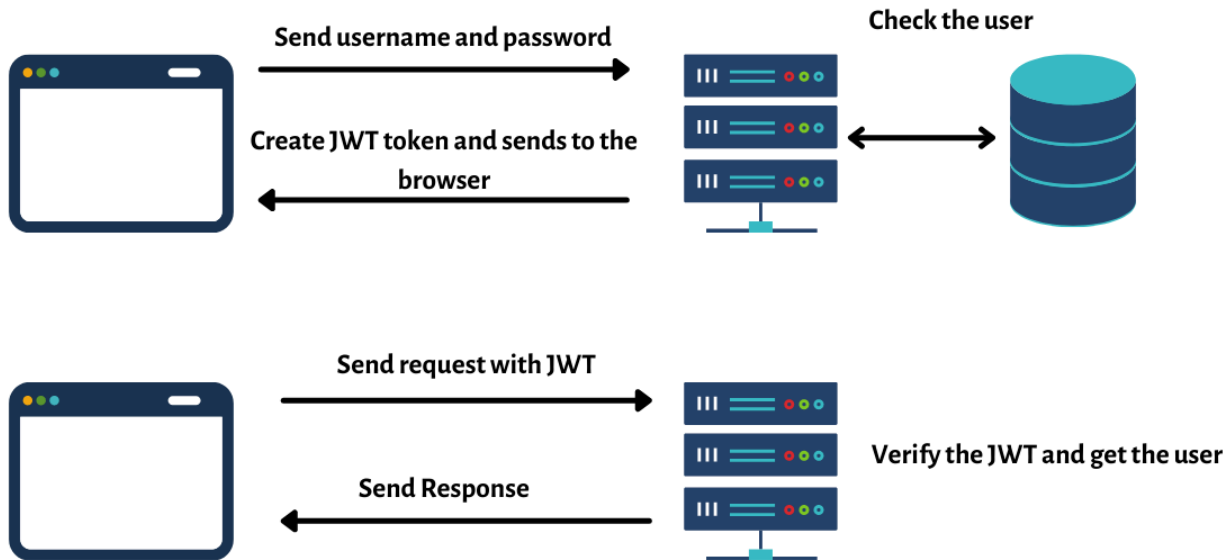 Send username and password
Check the user
Create JWT token and sends to the
browser
Send request with JWT
Verify the JWT and get the user
Send Response